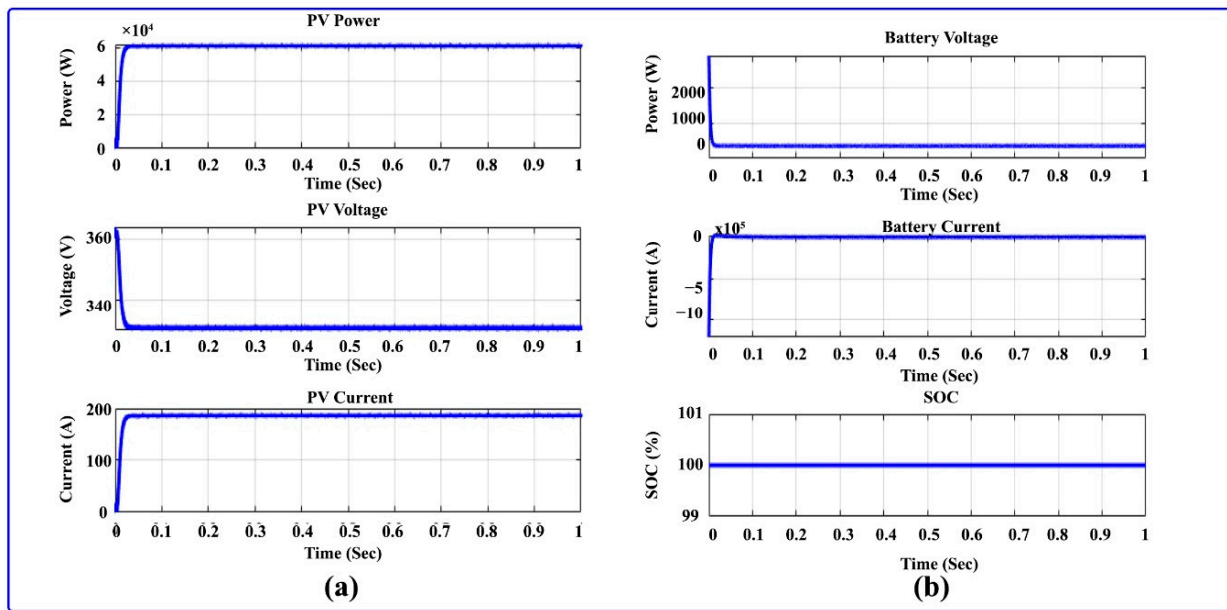 PV Power
×10⁴
Power (W)
6
4
2
0
0 0.1 0.2 0.3 0.4 0.5 0.6 0.7 0.8 0.9 1
Time (Sec)
PV Voltage
Voltage (V)
360
340
0 0.1 0.2 0.3 0.4 0.5 0.6 0.7 0.8 0.9 1
Time (Sec)
PV Current
Current (A)
200
100
0
0 0.1 0.2 0.3 0.4 0.5 0.6 0.7 0.8 0.9 1
Time (Sec)
(a)
Battery Voltage
Power (W)
2000
1000
0
0 0.1 0.2 0.3 0.4 0.5 0.6 0.7 0.8 0.9 1
Time (Sec)
Battery Current
x10⁵
Current (A)
0
−5
−10
0 0.1 0.2 0.3 0.4 0.5 0.6 0.7 0.8 0.9 1
Time (Sec)
SOC
SOC (%)
101
100
99
0 0.1 0.2 0.3 0.4 0.5 0.6 0.7 0.8 0.9 1
Time (Sec)
(b)